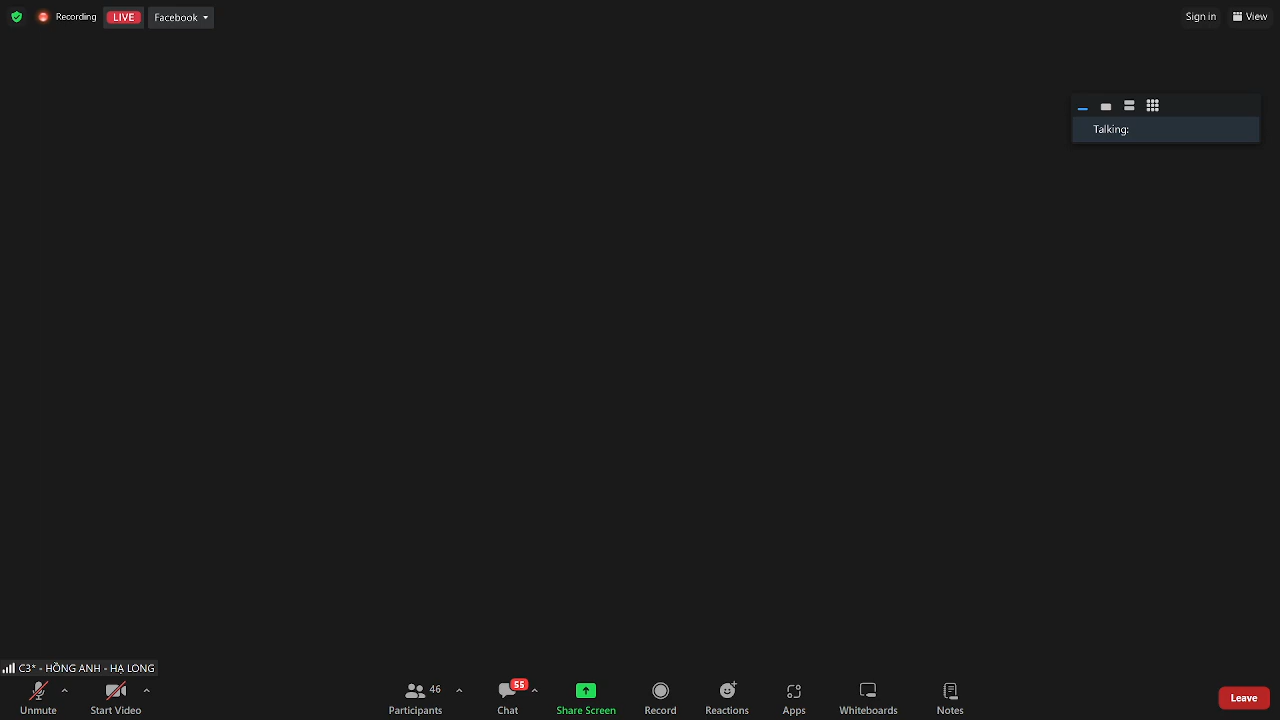 Recording LIVE Facebook Sign in View
Talking:
C3* - HỒNG ANH - HẠ LONG
46 55
Unmute Start Video Participants Chat Share Screen Record Reactions Apps Whiteboards Notes Leave